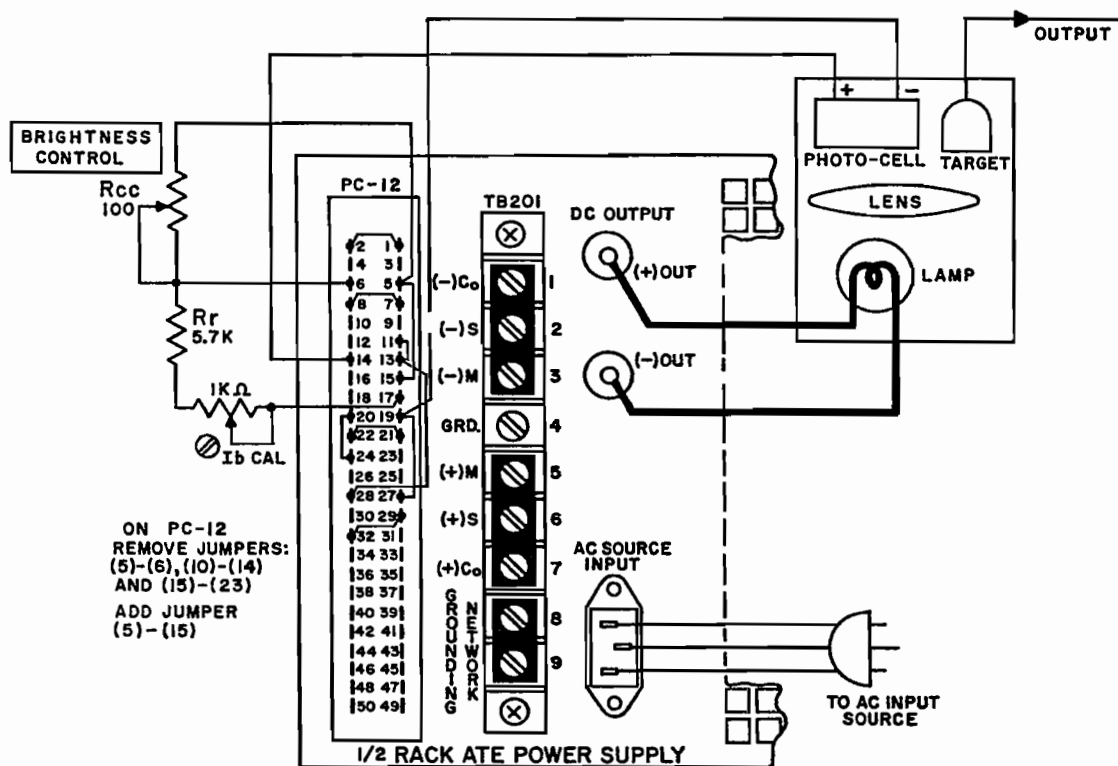 OUTPUT
+ -
PHOTO-CELL
TARGET
LENS
LAMP
BRIGHTNESS
CONTROL
Rcc
100
Rr
5.7K
1KΩ
Ib CAL
PC-12
2 1
4 3
6 5
8 7
10 9
12 11
14 13
16 15
18 17
20 19
22 21
24 23
26 25
28 27
30 29
32 31
34 33
36 35
38 37
40 39
42 41
44 43
46 45
48 47
50 49
TB201
(-)Co 1
(-)S 2
(-)M 3
GRD. 4
(+)M 5
(+)S 6
(+)Co 7
8
9
GROUNDING
NETWORK
DC OUTPUT
(+)OUT
(-)OUT
AC SOURCE
INPUT
TO AC INPUT
SOURCE
ON PC-12
REMOVE JUMPERS:
(5)-(6),(10)-(14)
AND (15)-(23)
ADD JUMPER
(5)-(15)
1/2 RACK ATE POWER SUPPLY